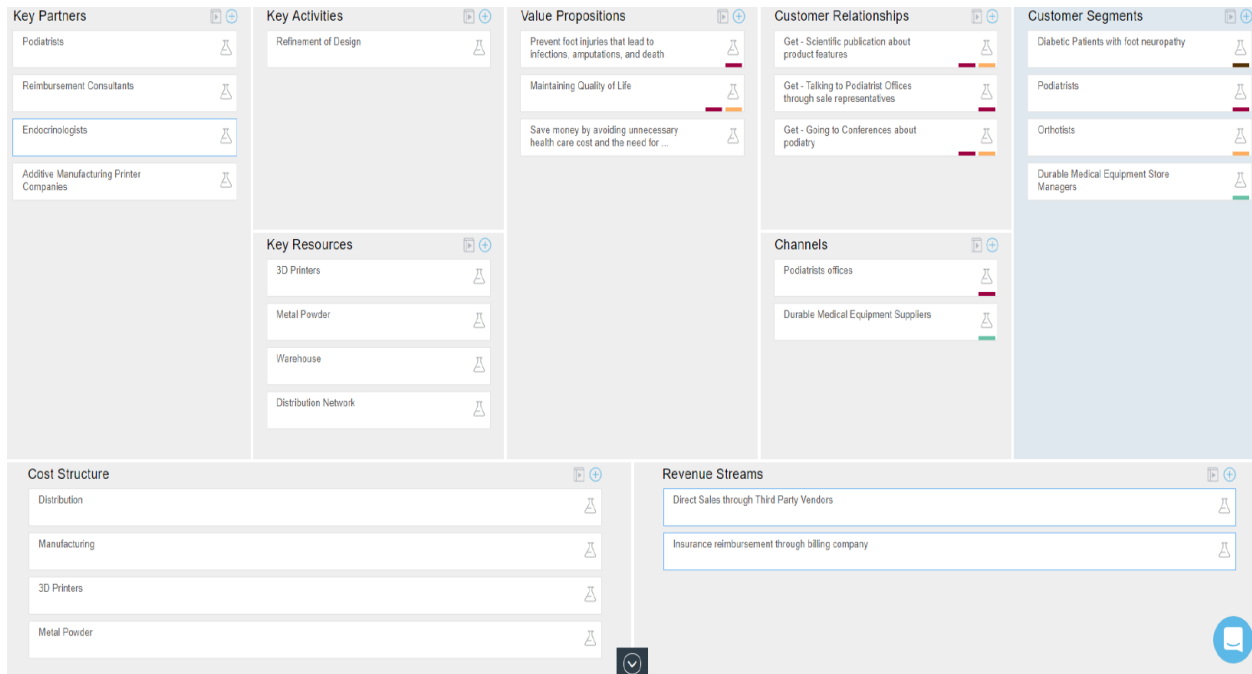 Key Partners
Podiatrists
Reimbursement Consultants
Endocrinologists
Additive Manufacturing Printer
Companies
Key Activities
Refinement of Design
Key Resources
3D Printers
Metal Powder
Warehouse
Distribution Network
Value Propositions
Prevent foot injuries that lead to
infections, amputations, and death
Maintaining Quality of Life
Save money by avoiding unnecessary
health care cost and the need for ...
Customer Relationships
Get - Scientific publication about
product features
Get - Talking to Podiatrist Offices
through sale representatives
Get - Going to Conferences about
podiatry
Channels
Podiatrists offices
Durable Medical Equipment Suppliers
Customer Segments
Diabetic Patients with foot neuropathy
Podiatrists
Orthotists
Durable Medical Equipment Store
Managers
Cost Structure
Distribution
Manufacturing
3D Printers
Metal Powder
Revenue Streams
Direct Sales through Third Party Vendors
Insurance reimbursement through billing company